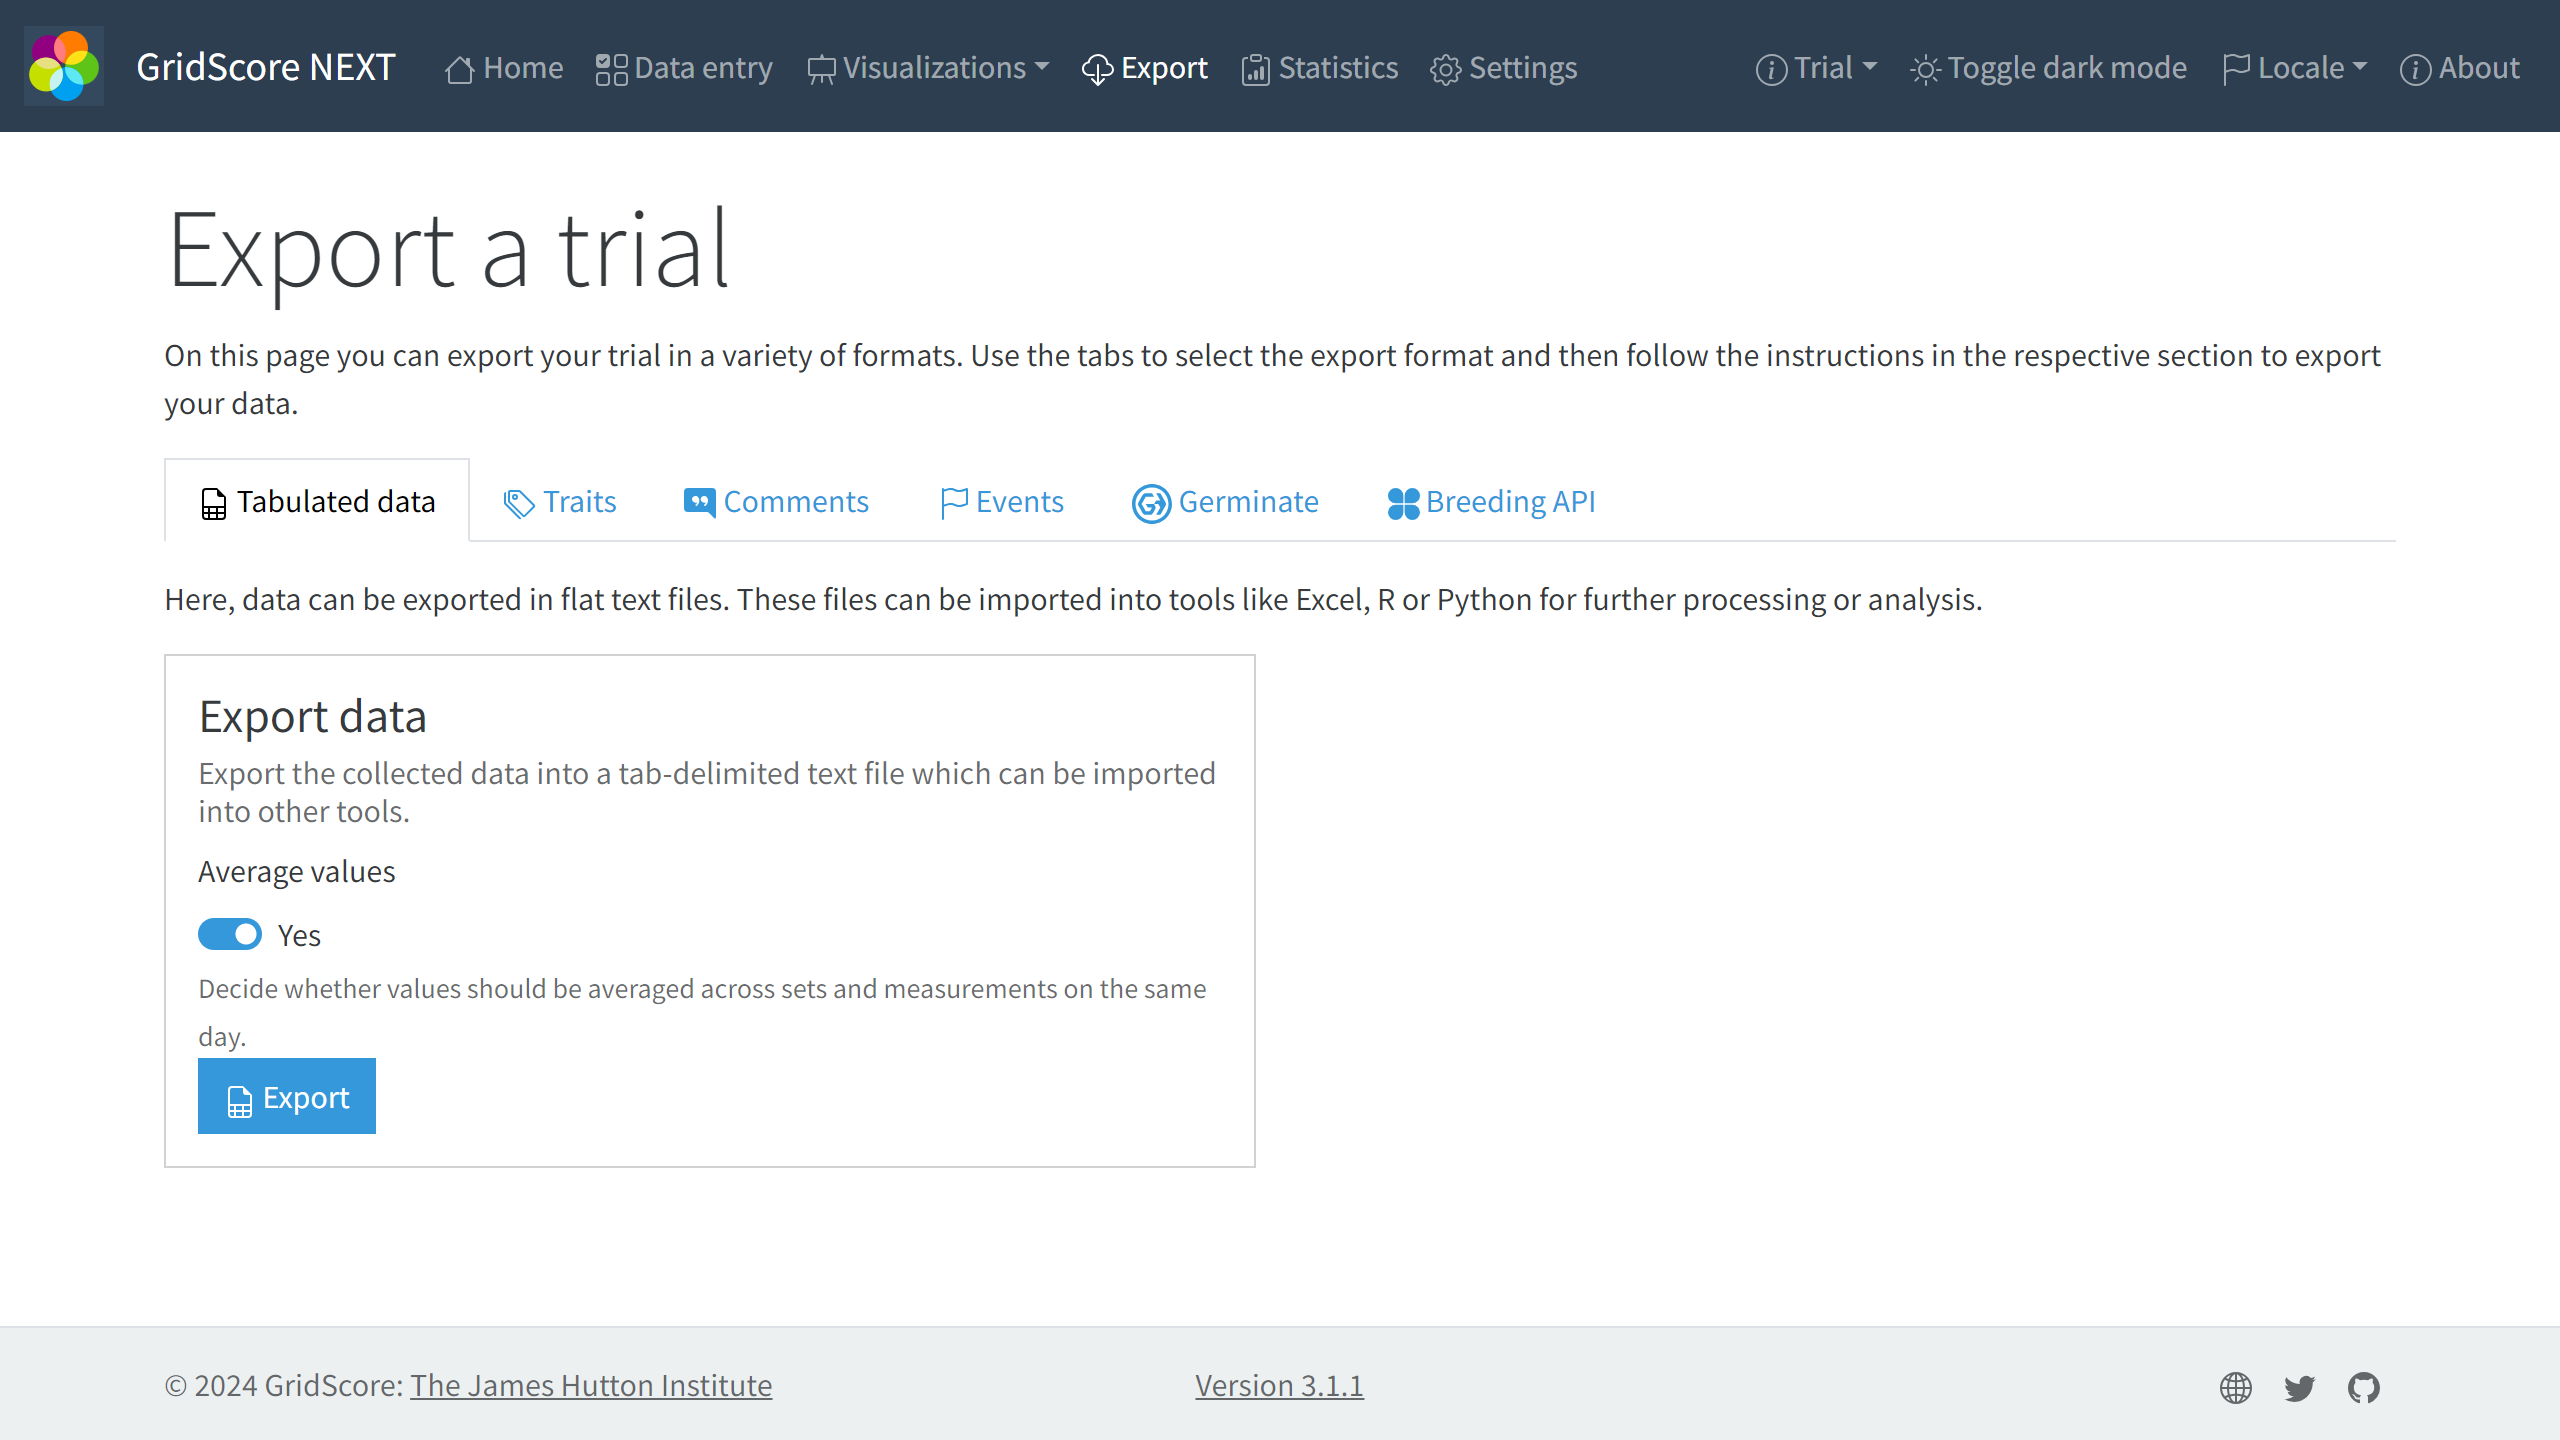 GridScore NEXT Home Data entry Visualizations Export Statistics Settings Trial Toggle dark mode Locale About
Export a trial
On this page you can export your trial in a variety of formats. Use the tabs to select the export format and then follow the instructions in the respective section to export
your data.
Tabulated data Traits Comments Events Germinate Breeding API
Here, data can be exported in flat text files. These files can be imported into tools like Excel, R or Python for further processing or analysis.
Export data
Export the collected data into a tab-delimited text file which can be imported
into other tools.
Average values
Yes
Decide whether values should be averaged across sets and measurements on the same
day.
Export
© 2024 GridScore: The James Hutton Institute Version 3.1.1